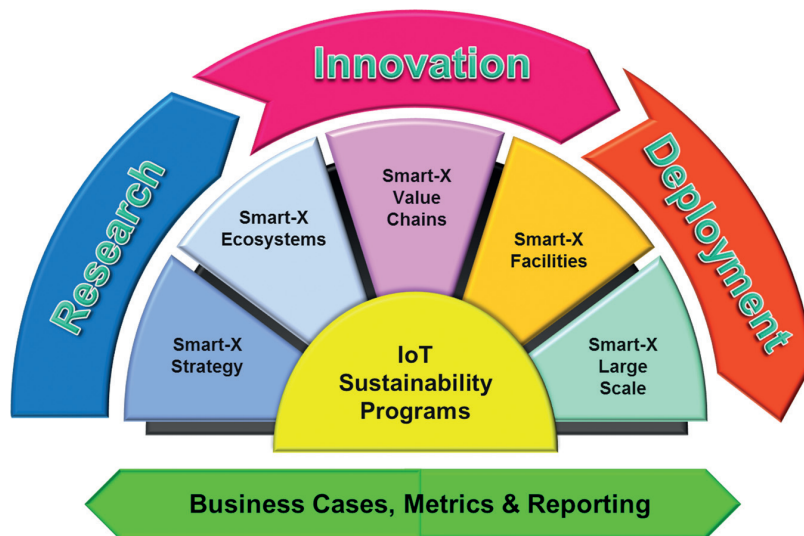 Innovation
Research
Deployment
Smart-X
Strategy
Smart-X
Ecosystems
Smart-X
Value
Chains
Smart-X
Facilities
Smart-X
Large
Scale
IoT
Sustainability
Programs
Business Cases, Metrics & Reporting